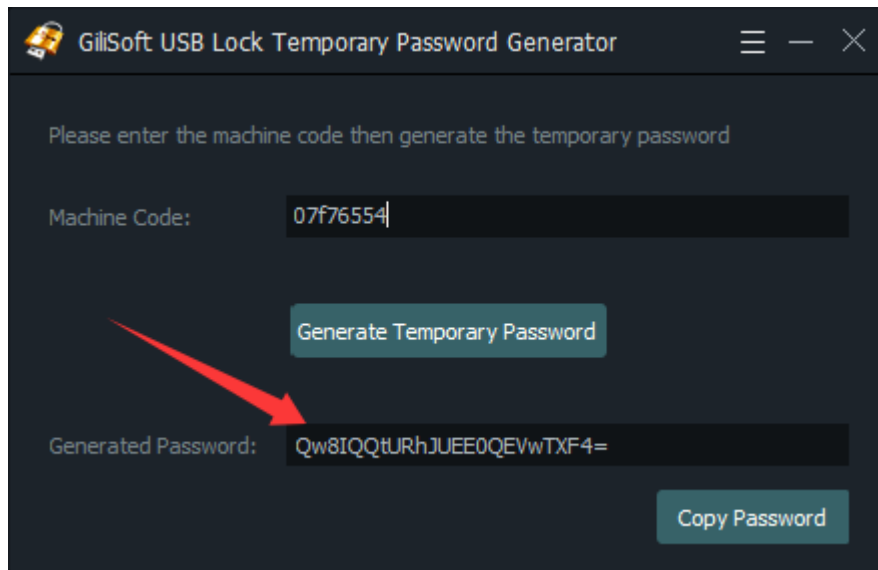 GiliSoft USB Lock Temporary Password Generator
Please enter the machine code then generate the temporary password
Machine Code: 07f76554
Generate Temporary Password
Generated Password: Qw8IQQtURhJUEE0QEVwTXF4=
Copy Password